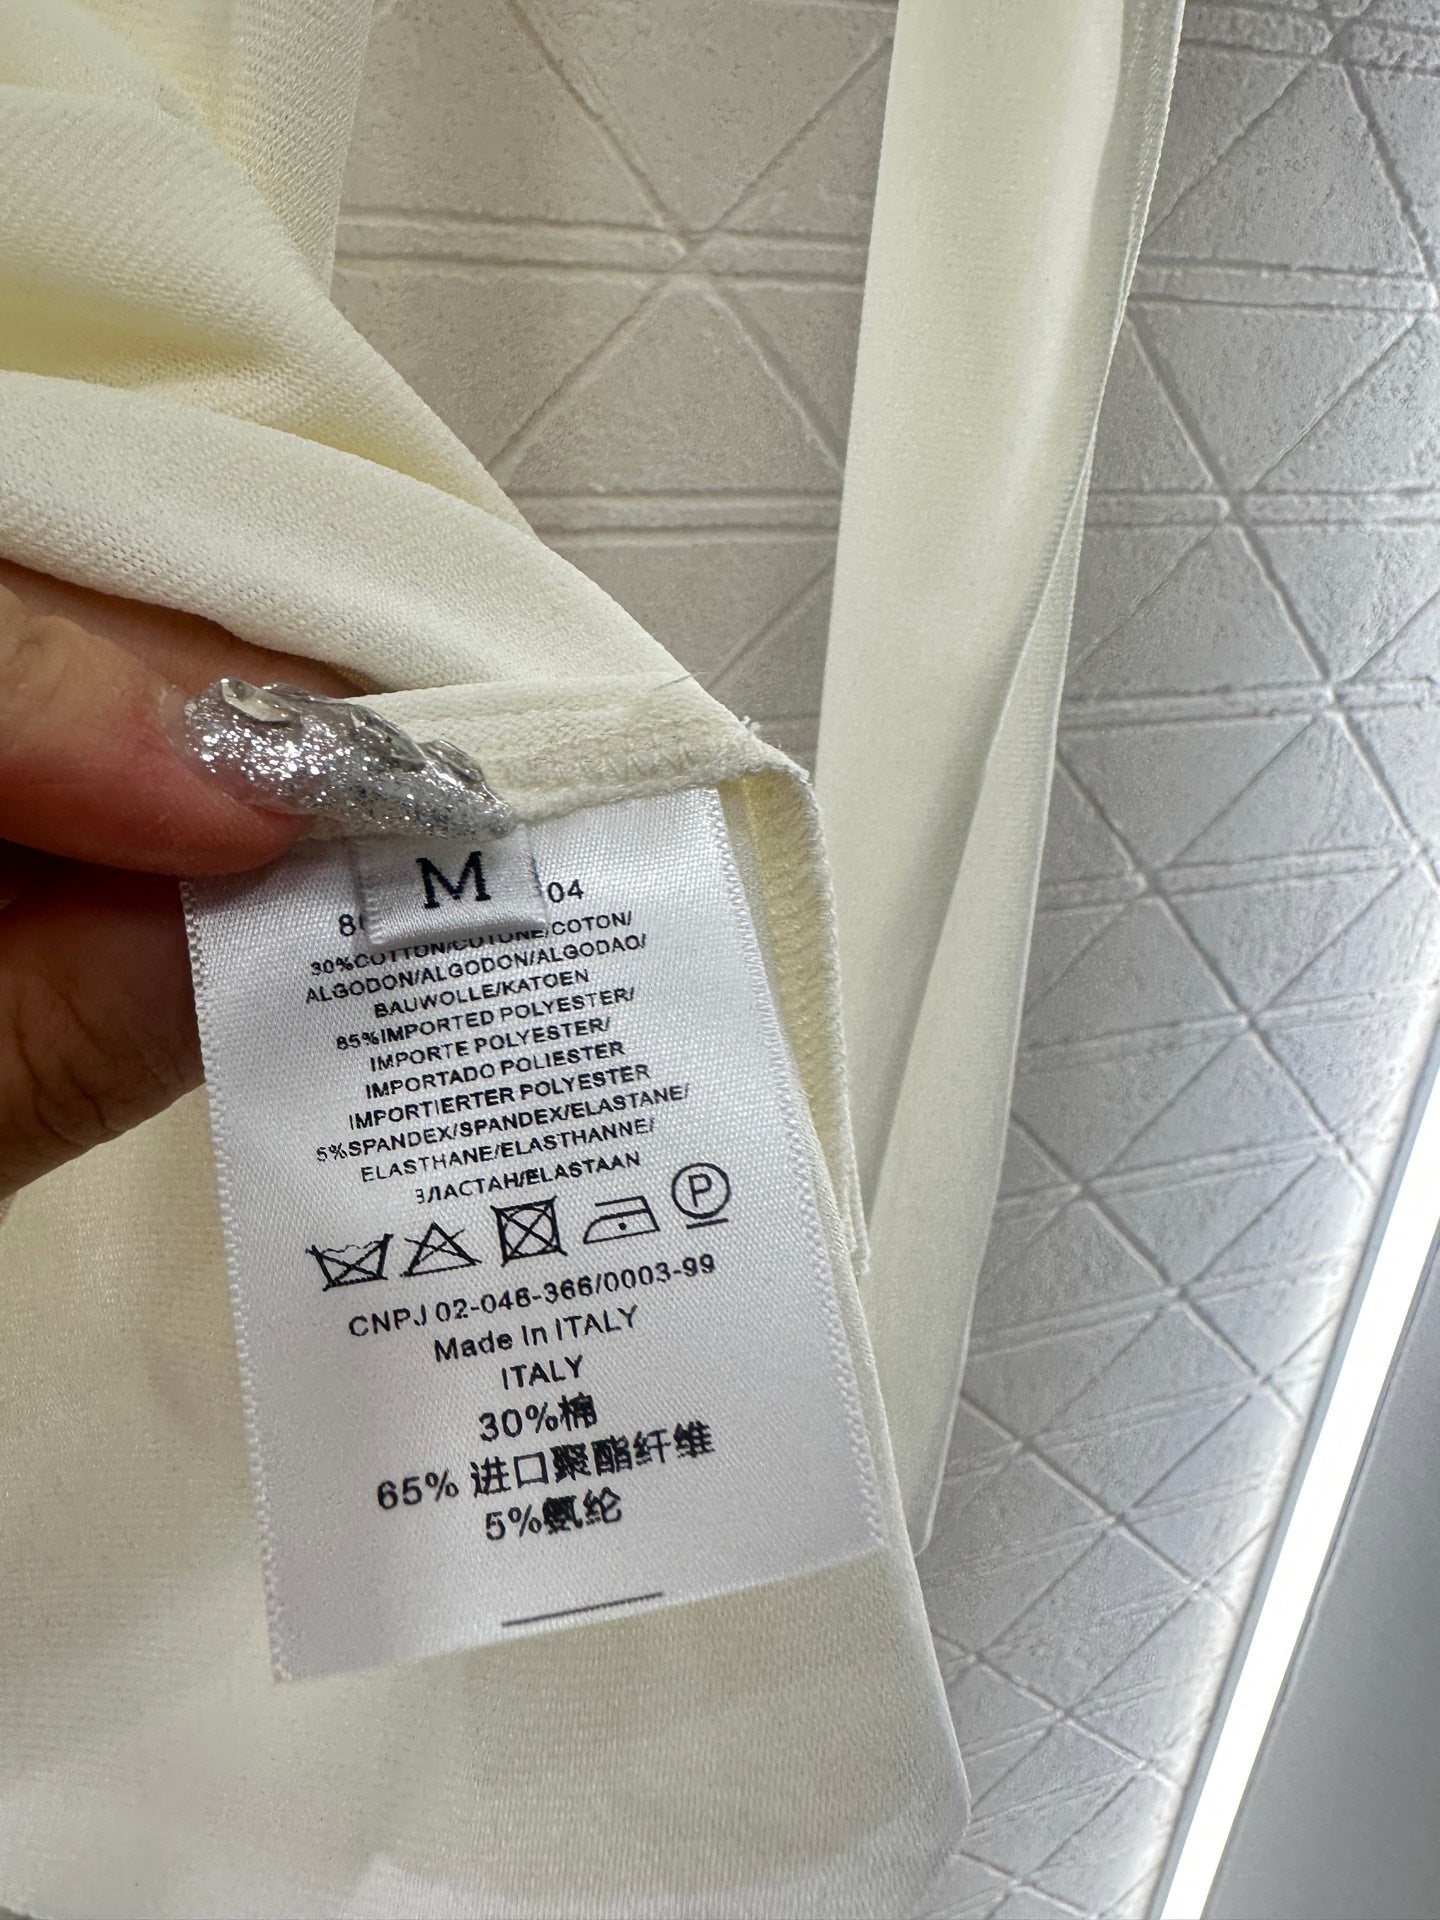 M
8 04
30%COTTON/COTONE/COTON/
ALGODON/ALGODON/ALGODAO/
BAUWOLLE/KATOEN
65%IMPORTED POLYESTER/
IMPORTE POLYESTER/
IMPORTADO POLIESTER
IMPORTIERTER POLYESTER
5%SPANDEX/SPANDEX/ELASTANE/
ELASTHANE/ELASTHANNE/
ЭЛАСТАН/ELASTAAN
P
CNPJ 02-046-366/0003-99
Made In ITALY
ITALY
30%棉
65% 进口聚酯纤维
5%氨纶